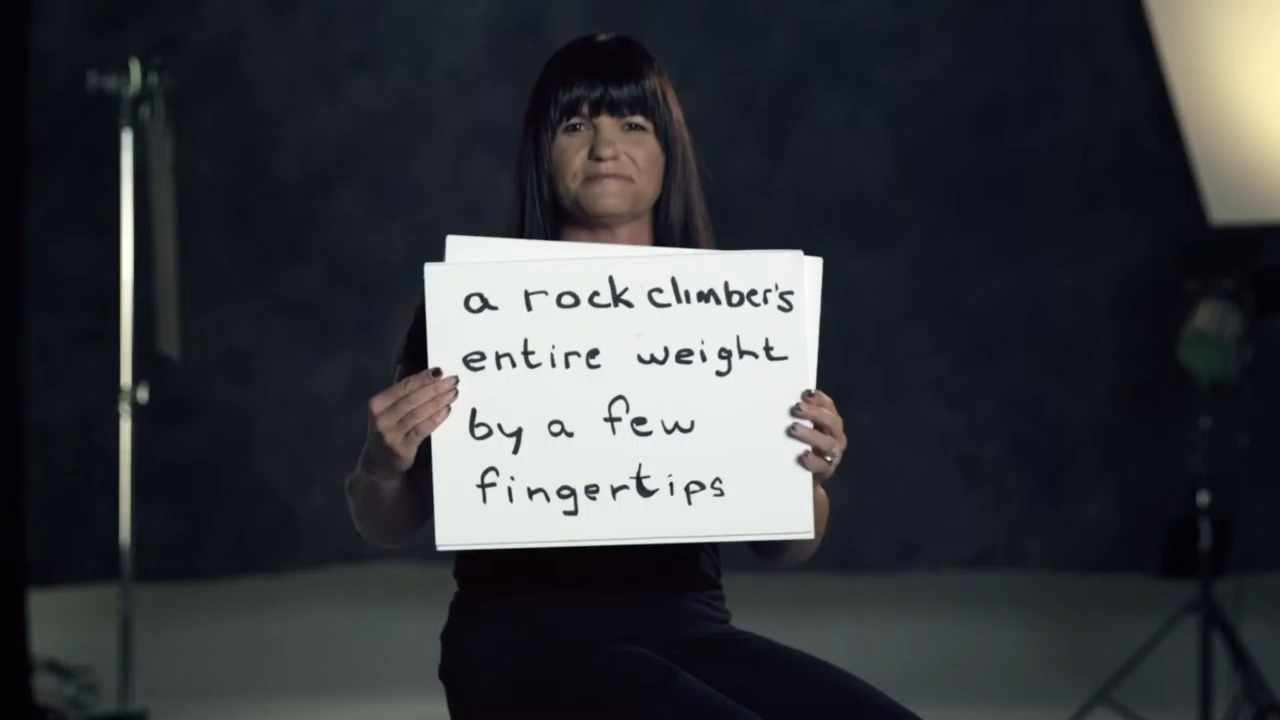 a rock climber's
entire weight
by a few
fingertips